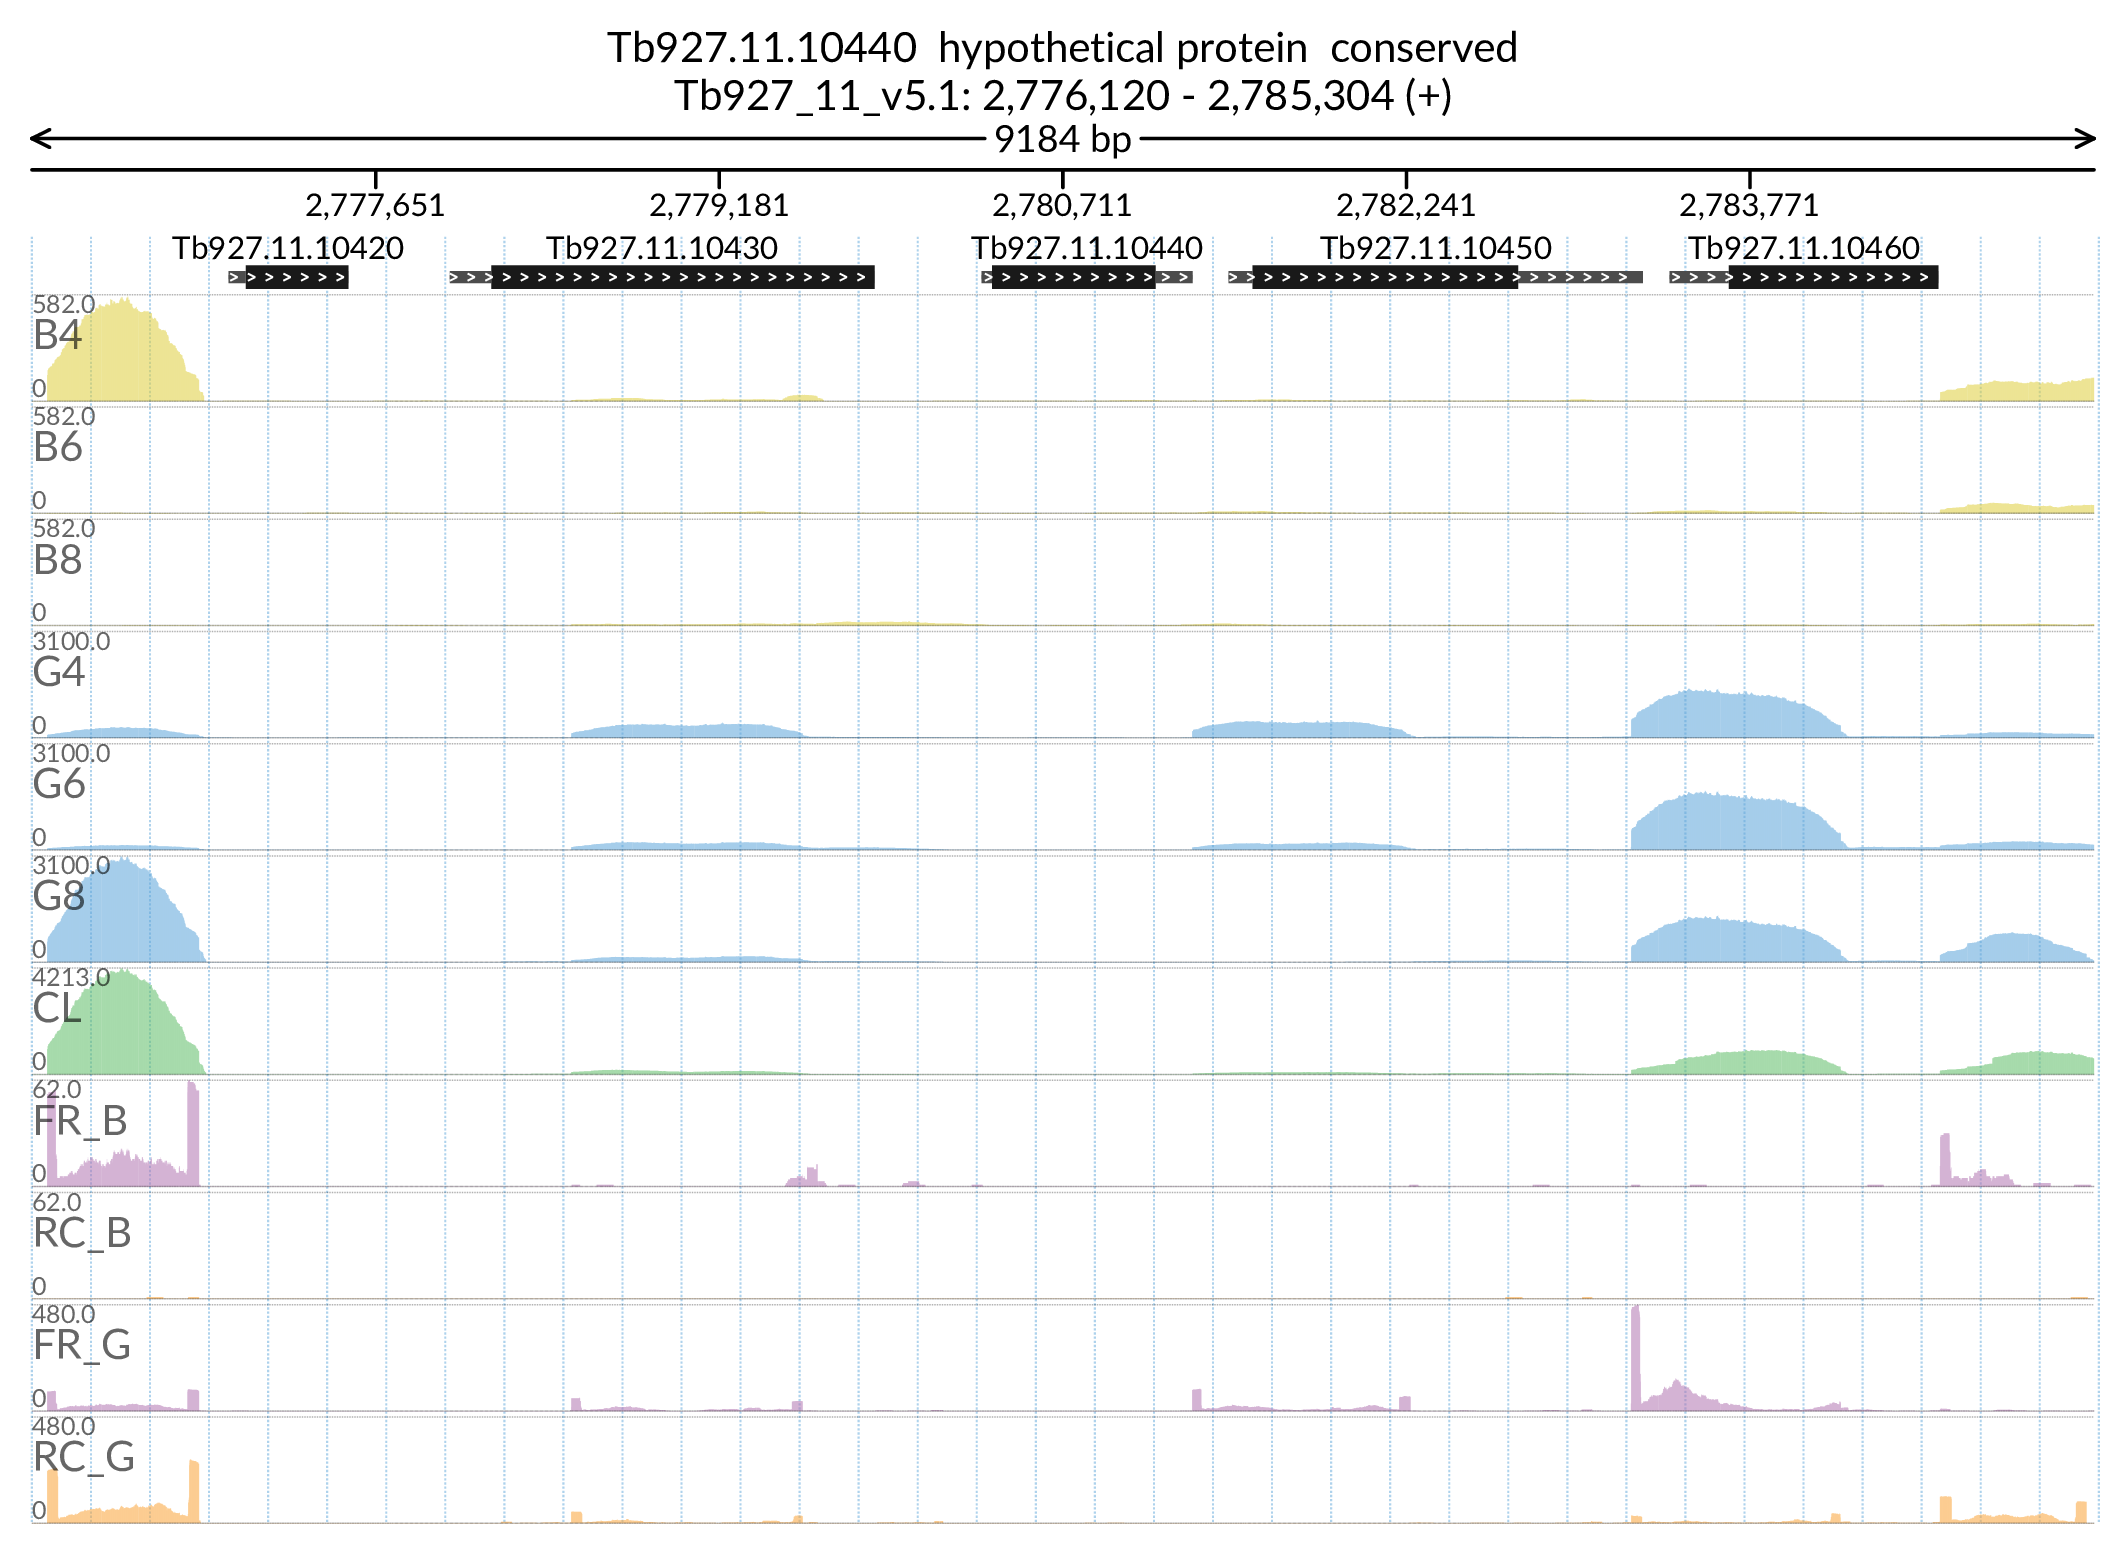 Tb927.11.10440 hypothetical protein conserved
Tb927_11_v5.1: 2,776,120 - 2,785,304 (+)
9184 bp
2,777,651 2,779,181 2,780,711 2,782,241 2,783,771
Tb927.11.10420 Tb927.11.10430 Tb927.11.10440 Tb927.11.10450 Tb927.11.10460
582.0
B4
0
582.0
B6
0
582.0
B8
0
3100.0
G4
0
3100.0
G6
0
3100.0
G8
0
4213.0
CL
0
62.0
FR_B
0
62.0
RC_B
0
480.0
FR_G
0
480.0
RC_G
0